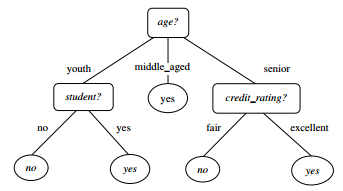 age?
youth
middle_aged
senior
student?
yes
credit_rating?
no
yes
fair
excellent
no
yes
no
yes